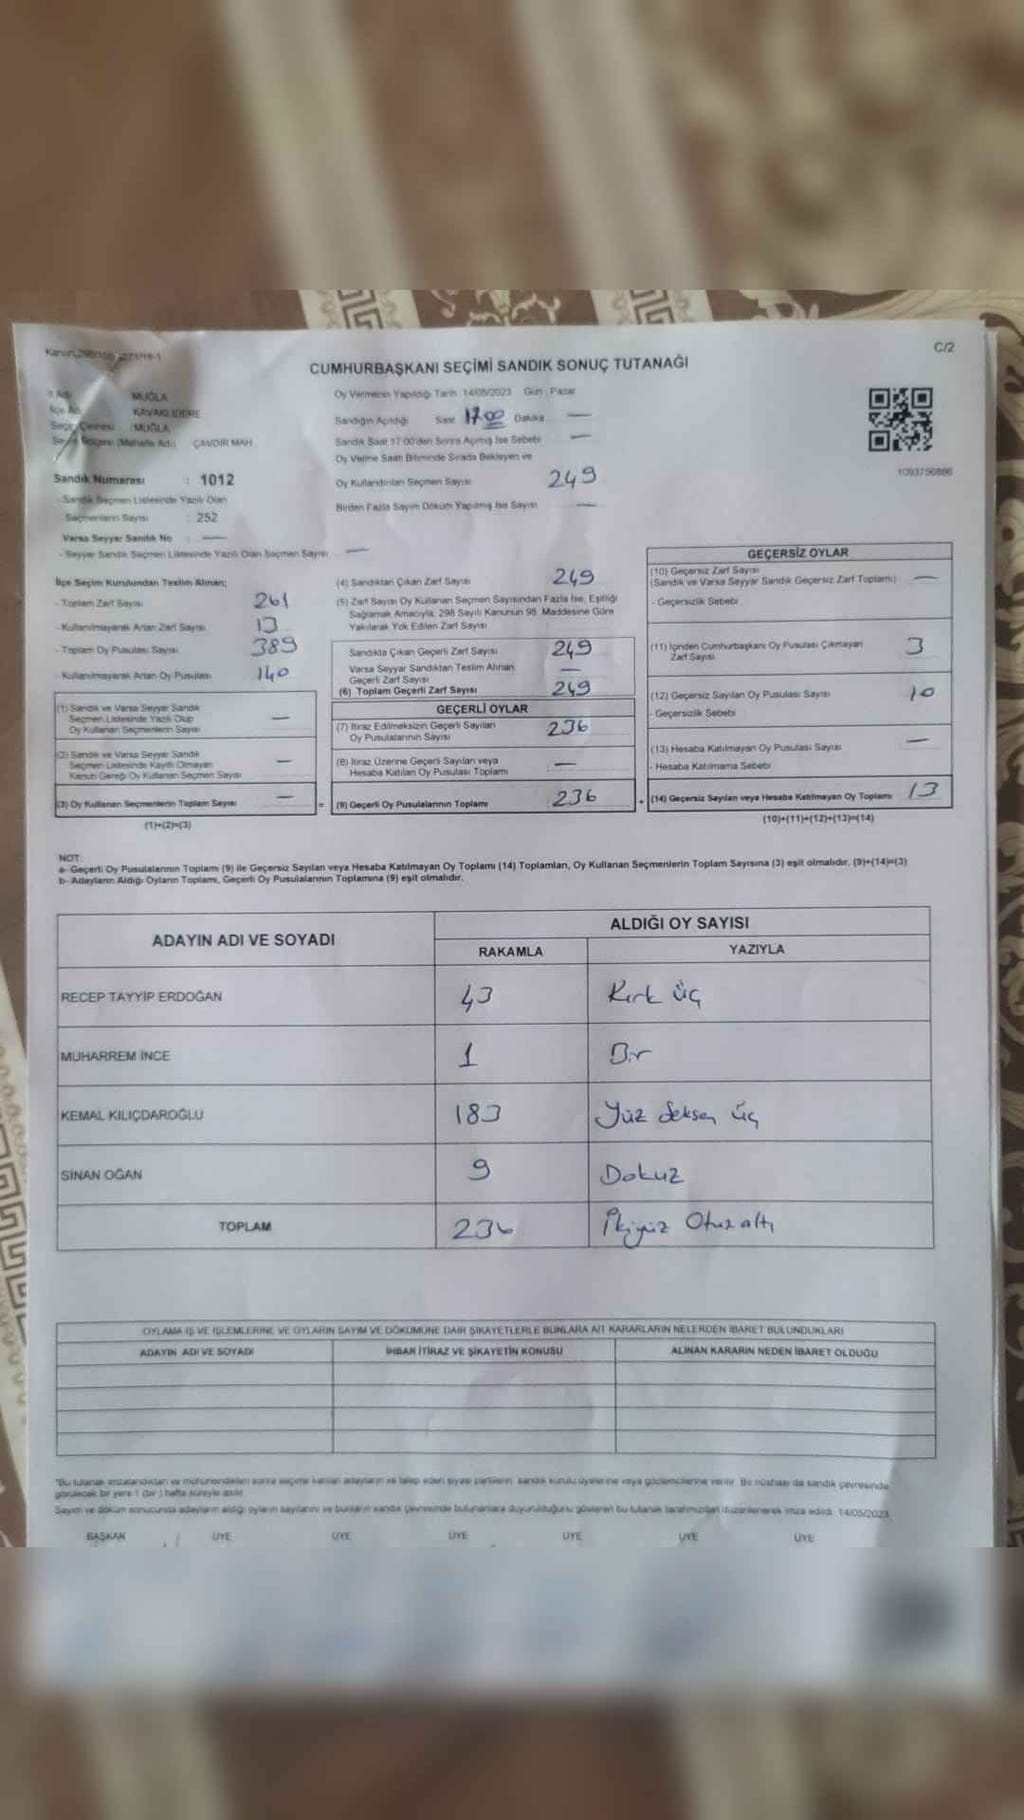 C/2
CUMHURBAŞKANI SEÇİMİ SANDIK SONUÇ TUTANAĞI
İl Adı MUĞLA
İlçe Adı KAVAKLIDERE
Seçim Çevresi : MUĞLA
Seçim Bölgesi (Mahalle Adı) ÇAVDIR MAH.
Sandık Numarası : 1012
- Sandık Seçmen Listesinde Yazılı Olan
Seçmenlerin Sayısı : 252
Varsa Seyyar Sandık No : —
- Seyyar Sandık Seçmen Listesinde Yazılı Olan Seçmen Sayısı —
Oy Vermenin Yapıldığı Tarih 14/05/2023 Gün : Pazar
Sandığın Açıldığı Saat 17.00 Dakika —
Sandık Saat 17:00'den Sonra Açmış İse Sebebi —
Oy Verme Saati Bitiminde Sırada Bekleyen ve
Oy Kullandırılan Seçmen Sayısı 249
Birden Fazla Sayım Döküm Yapılmış İse Sayısı —
1093756886
İlçe Seçim Kurulundan Teslim Alınan;
- Toplam Zarf Sayısı 261
- Kullanılmayarak Artan Zarf Sayısı 13
- Toplam Oy Pusulası Sayısı 389
- Kullanılmayarak Artan Oy Pusulası 140
(1) Sandık ve Varsa Seyyar Sandık
Seçmen Listesinde Yazılı Olup
Oy Kullanan Seçmenlerin Sayısı —
(2) Sandık ve Varsa Seyyar Sandık
Seçmen Listesinde Kayıtlı Olmayan
Kanun Gereği Oy Kullanan Seçmen Sayısı —
(3) Oy Kullanan Seçmenlerin Toplam Sayısı —
(1)+(2)=(3)
(4) Sandıktan Çıkan Zarf Sayısı 249
(5) Zarf Sayısı Oy Kullanan Seçmen Sayısından Fazla İse, Eşitliği
Sağlamak Amacıyla, 298 Sayılı Kanunun 98. Maddesine Göre
Yakılarak Yok Edilen Zarf Sayısı
Sandıkta Çıkan Geçerli Zarf Sayısı 249
Varsa Seyyar Sandıktan Teslim Alınan
Geçerli Zarf Sayısı —
(6) Toplam Geçerli Zarf Sayısı 249
GEÇERLİ OYLAR
(7) İtiraz Edilmeksizin Geçerli Sayılan
Oy Pusulalarının Sayısı 236
(8) İtiraz Üzerine Geçerli Sayılan veya
Hesaba Katılan Oy Pusulası Toplamı —
= (9) Geçerli Oy Pusulalarının Toplamı 236
GEÇERSİZ OYLAR
(10) Geçersiz Zarf Sayısı
(Sandık ve Varsa Seyyar Sandık Geçersiz Zarf Toplamı) —
- Geçersizlik Sebebi
(11) İçinden Cumhurbaşkanı Oy Pusulası Çıkmayan
Zarf Sayısı 3
(12) Geçersiz Sayılan Oy Pusulası Sayısı 10
- Geçersizlik Sebebi
(13) Hesaba Katılmayan Oy Pusulası Sayısı —
- Hesaba Katılmama Sebebi
(14) Geçersiz Sayılan veya Hesaba Katılmayan Oy Toplamı 13
(10)+(11)+(12)+(13)=(14)
NOT:
a- Geçerli Oy Pusulalarının Toplamı (9) ile Geçersiz Sayılan veya Hesaba Katılmayan Oy Toplamı (14) Toplamları, Oy Kullanan Seçmenlerin Toplam Sayısına (3) eşit olmalıdır. (9)+(14)=(3)
b- Adayların Aldığı Oyların Toplamı, Geçerli Oy Pusulalarının Toplamına (9) eşit olmalıdır.
ADAYIN ADI VE SOYADI ALDIĞI OY SAYISI
RAKAMLA YAZIYLA
RECEP TAYYİP ERDOĞAN 43 Kırk üç
MUHARREM İNCE 1 Bir
KEMAL KILIÇDAROĞLU 183 Yüz Seksen Üç
SİNAN OĞAN 9 Dokuz
TOPLAM 236 İkiyüz Otuz altı
OYLAMA İŞ VE İŞLEMLERİNE VE OYLARIN SAYIM VE DÖKÜMÜNE DAİR ŞİKAYETLERLE BUNLARA AİT KARARLARIN NELERDEN İBARET BULUNDUKLARI
ADAYIN ADI VE SOYADI İHBAR İTİRAZ VE ŞİKAYETİN KONUSU ALINAN KARARIN NEDEN İBARET OLDUĞU
"Bu tutanak imzalandıktan ve mühürlendikten sonra seçime katılan adayların ve talep eden siyasi partilerin, sandık kurulu üyelerine veya gözlemcilerine verilir. Bu nüshası da sandık çevresinde
görülecek bir yere 1 (bir) hafta süreyle asılır.
Sayım ve döküm sonucunda adayların aldığı oyların sayılarını ve bunların sandık çevresinde bulunanlara duyurulduğunu gösteren bu tutanak tarafımızdan düzenlenerek imza edildi. 14/05/2023
BAŞKAN ÜYE ÜYE ÜYE ÜYE ÜYE ÜYE